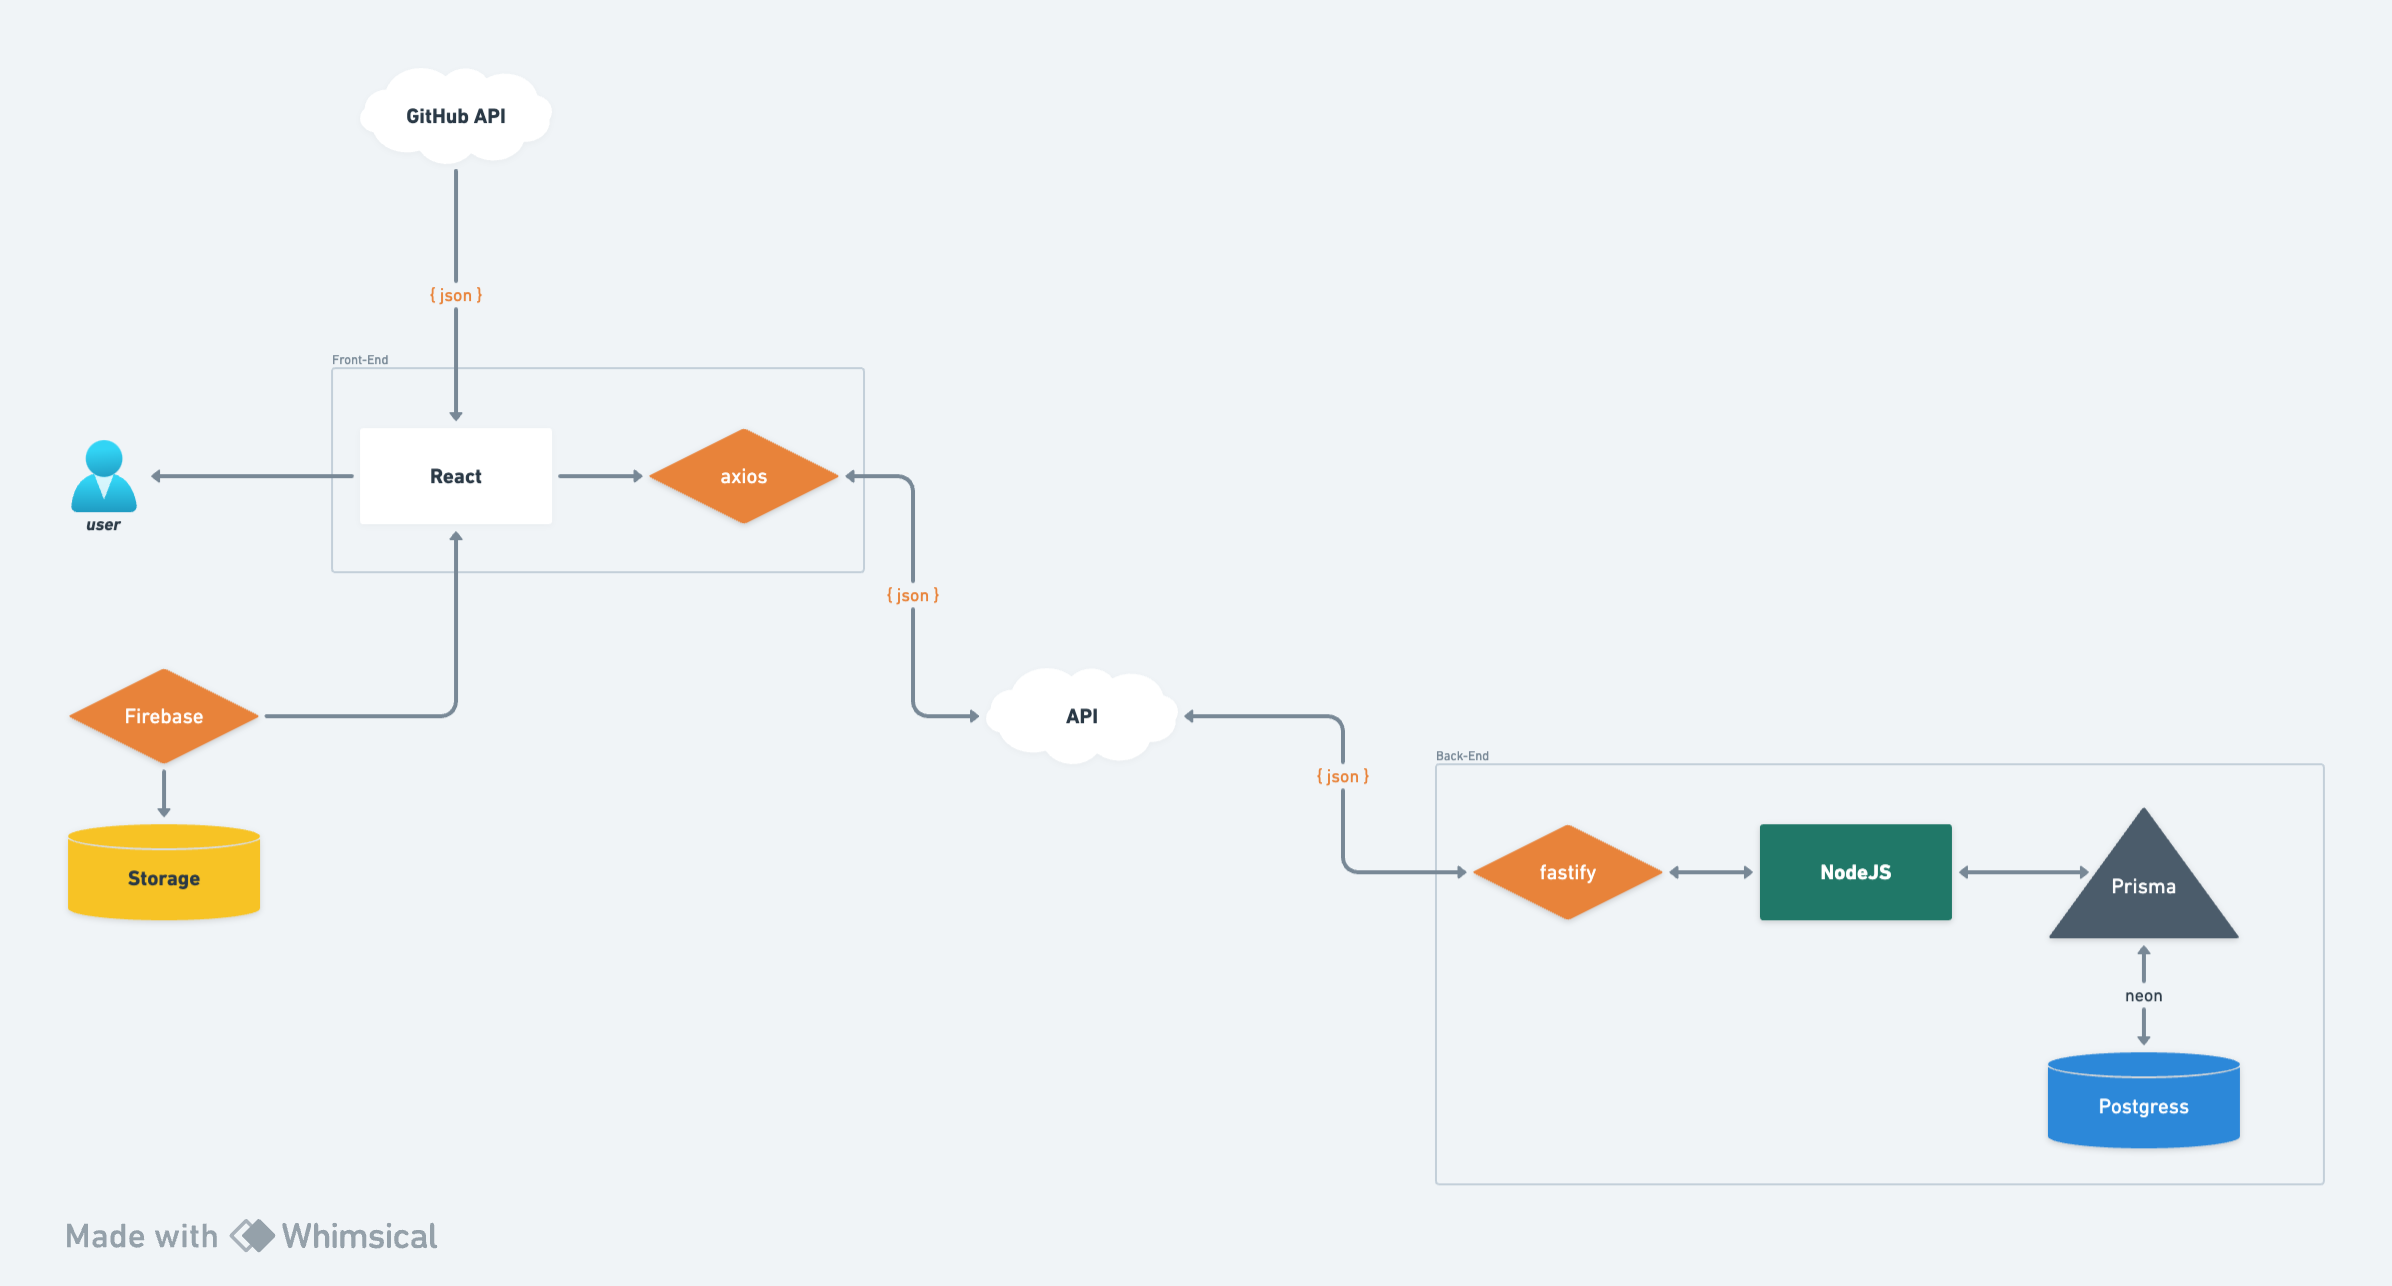 GitHub API
{ json }
Front-End
React
axios
user
{ json }
Firebase
API
Storage
{ json }
Back-End
fastify
NodeJS
Prisma
neon
Postgress
Made with Whimsical